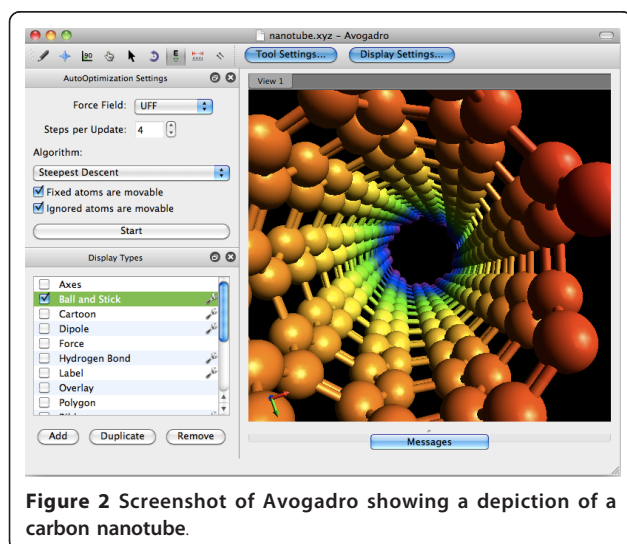 nanotube.xyz – Avogadro
90
E
Tool Settings...
Display Settings...
AutoOptimization Settings
View 1
Force Field: UFF
Steps per Update: 4
Algorithm:
Steepest Descent
Fixed atoms are movable
Ignored atoms are movable
Start
Display Types
Axes
Ball and Stick
Cartoon
Dipole
Force
Hydrogen Bond
Label
Overlay
Polygon
Add
Duplicate
Remove
Messages
Figure 2 Screenshot of Avogadro showing a depiction of a
carbon nanotube.